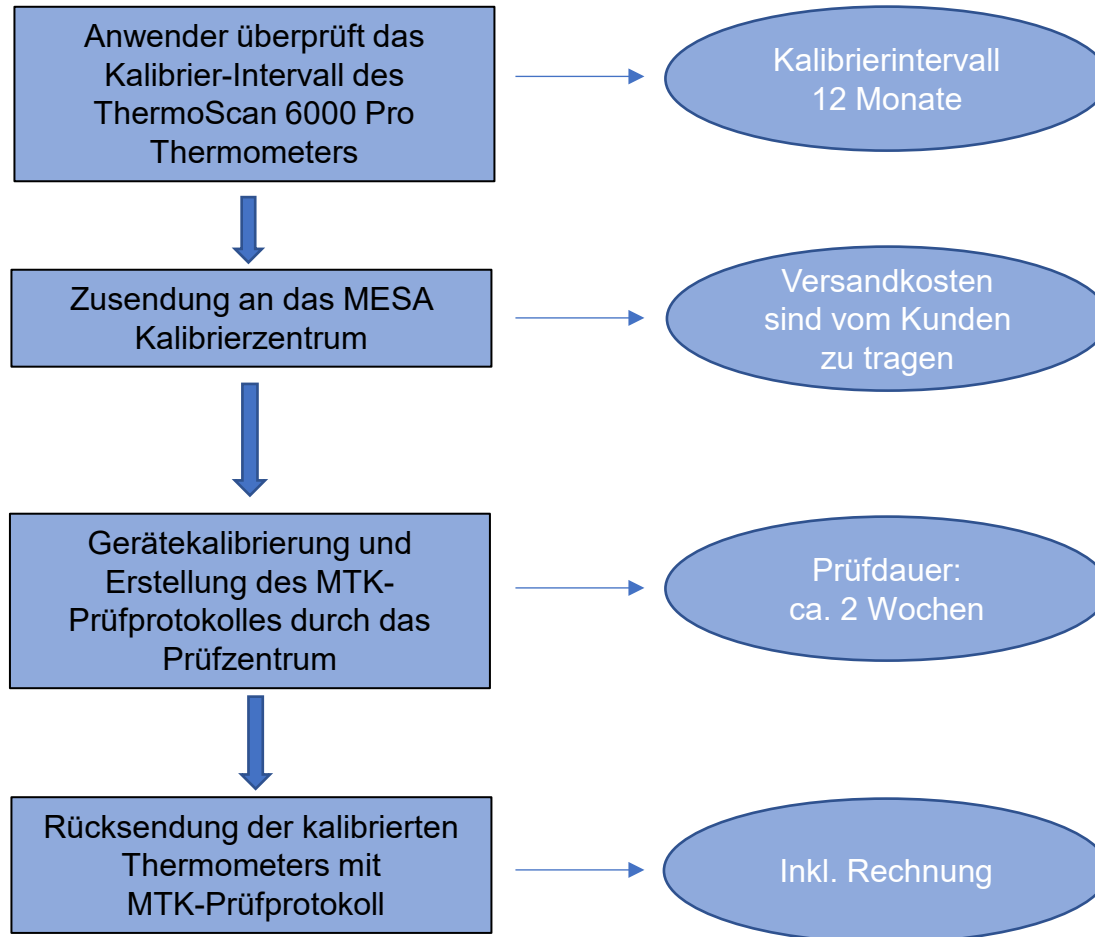 Anwender überprüft das
Kalibrier-Intervall des
ThermoScan 6000 Pro
Thermometers
Kalibrierintervall
12 Monate
Zusendung an das MESA
Kalibrierzentrum
Versandkosten
sind vom Kunden
zu tragen
Gerätekalibrierung und
Erstellung des MTK-
Prüfprotokolles durch das
Prüfzentrum
Prüfdauer:
ca. 2 Wochen
Rücksendung der kalibrierten
Thermometers mit
MTK-Prüfprotokoll
Inkl. Rechnung